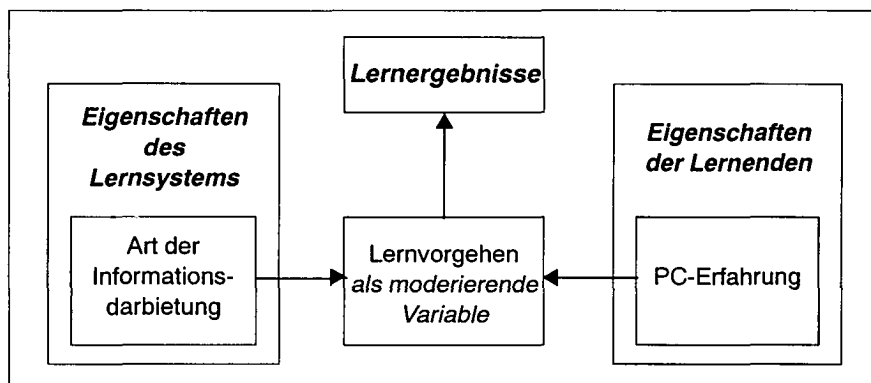 Lernergebnisse
Eigenschaften
des
Lernsystems
Eigenschaften
der Lernenden
Art der
Informations-
darbietung
Lernvorgehen
als moderierende
Variable
PC-Erfahrung